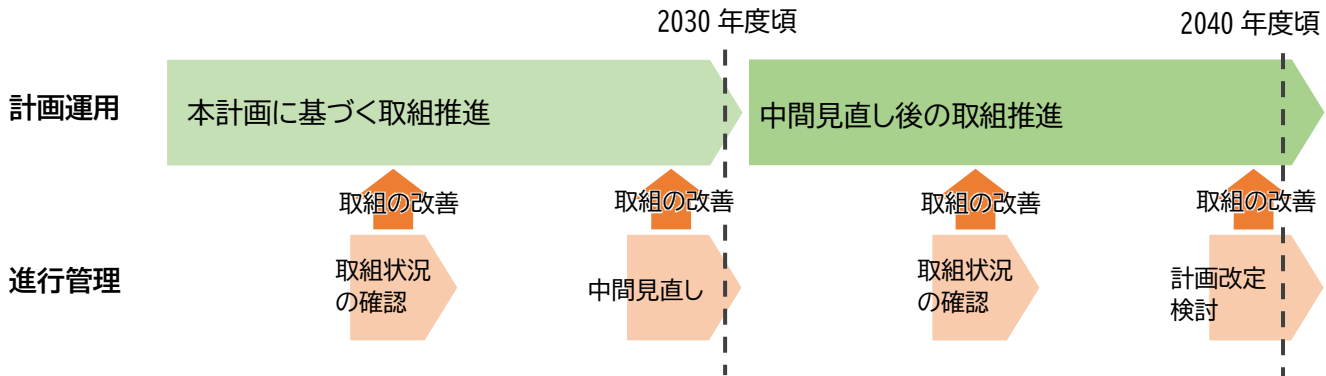 2030 年度頃
2040 年度頃
計画運用
本計画に基づく取組推進
中間見直し後の取組推進
取組の改善
取組の改善
取組の改善
取組の改善
進行管理
取組状況
の確認
中間見直し
取組状況
の確認
計画改定
検討